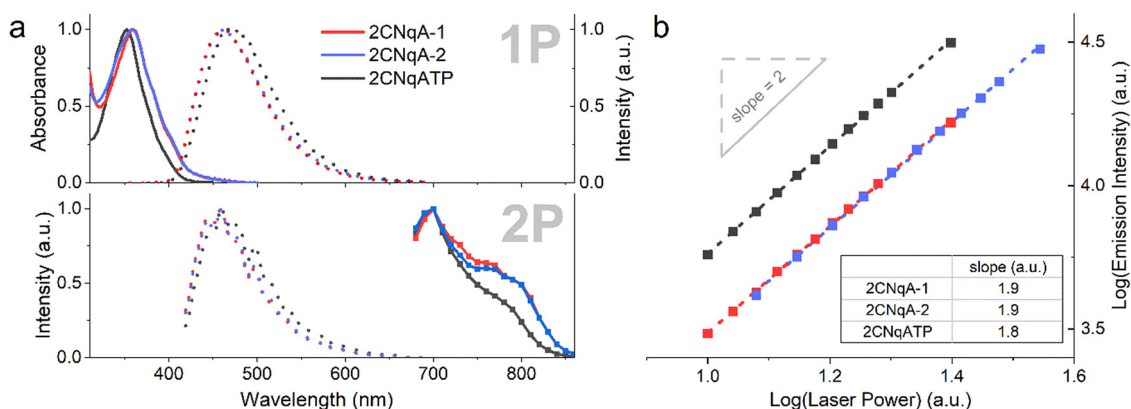 a
2CNqA-1
2CNqA-2
2CNqATP
1P
1.0
0.5
0.0
Absorbance
1.0
0.5
0.0
Intensity (a.u.)
2P
1.0
0.5
0.0
Intensity (a.u.)
400
500
600
700
800
Wavelength (nm)
b
slope = 2
4.5
4.0
3.5
Log(Emission Intensity) (a.u.)
slope (a.u.)
2CNqA-1 1.9
2CNqA-2 1.9
2CNqATP 1.8
1.0
1.2
1.4
1.6
Log(Laser Power) (a.u.)